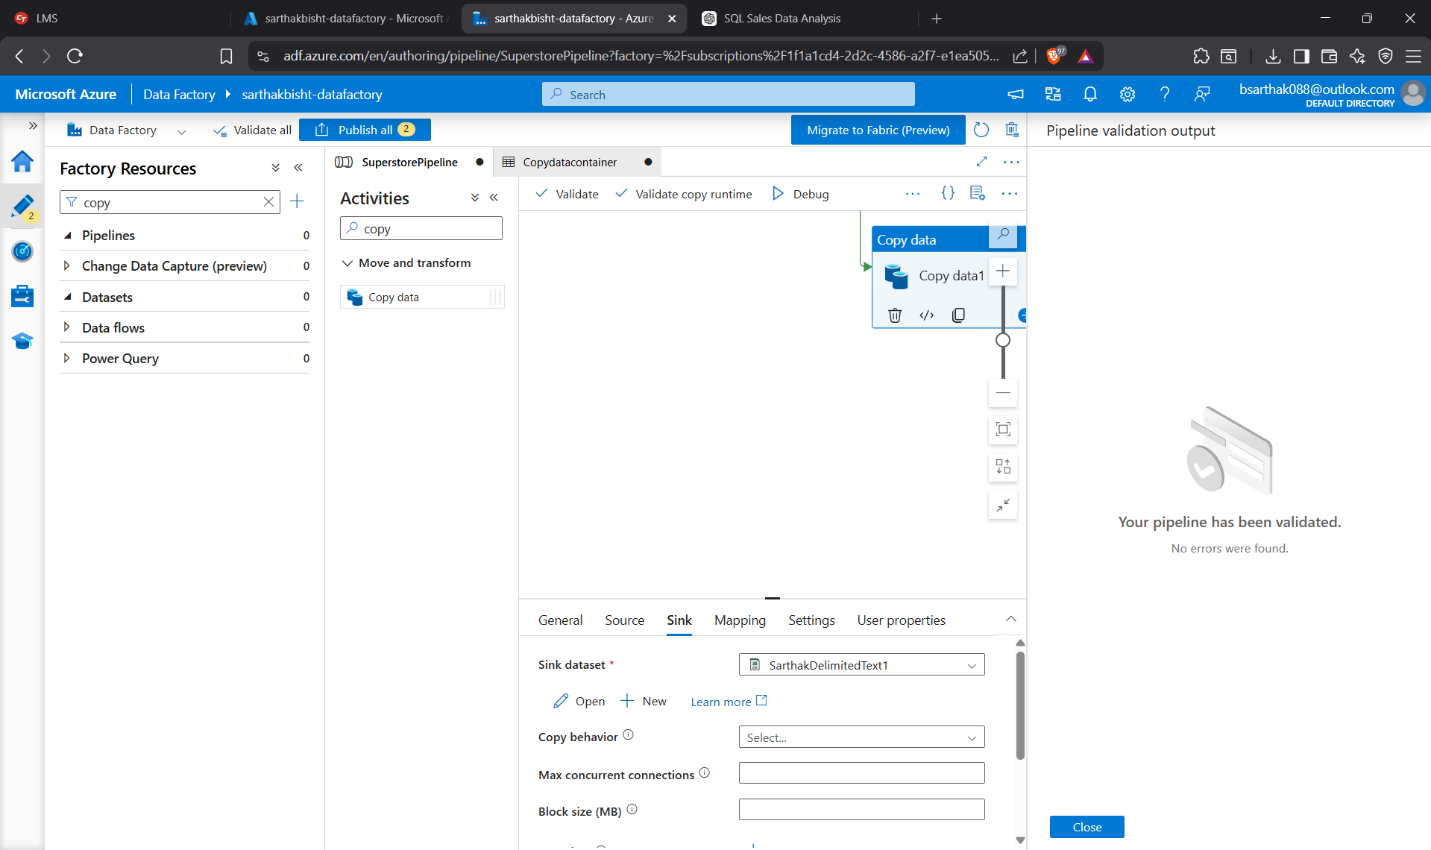 LMS
sarthakbisht-datafactory - Microsoft
sarthakbisht-datafactory - Azure
SQL Sales Data Analysis
adf.azure.com/en/authoring/pipeline/SuperstorePipeline?factory=%2Fsubscriptions%2F1f1a1cd4-2d2c-4586-a2f7-e1ea505...
97
Microsoft Azure
Data Factory
sarthakbisht-datafactory
Search
bsarthak088@outlook.com
DEFAULT DIRECTORY
Data Factory
Validate all
Publish all 2
Migrate to Fabric (Preview)
Pipeline validation output
2
Factory Resources
copy
Pipelines 0
Change Data Capture (preview) 0
Datasets 0
Data flows 0
Power Query 0
SuperstorePipeline
Copydatacontainer
Activities
copy
Move and transform
Copy data
Validate
Validate copy runtime
Debug
Copy data
Copy data1
Your pipeline has been validated.
No errors were found.
General
Source
Sink
Mapping
Settings
User properties
Sink dataset *
SarthakDelimitedText1
Open
New
Learn more
Copy behavior
Select...
Max concurrent connections
Block size (MB)
Close